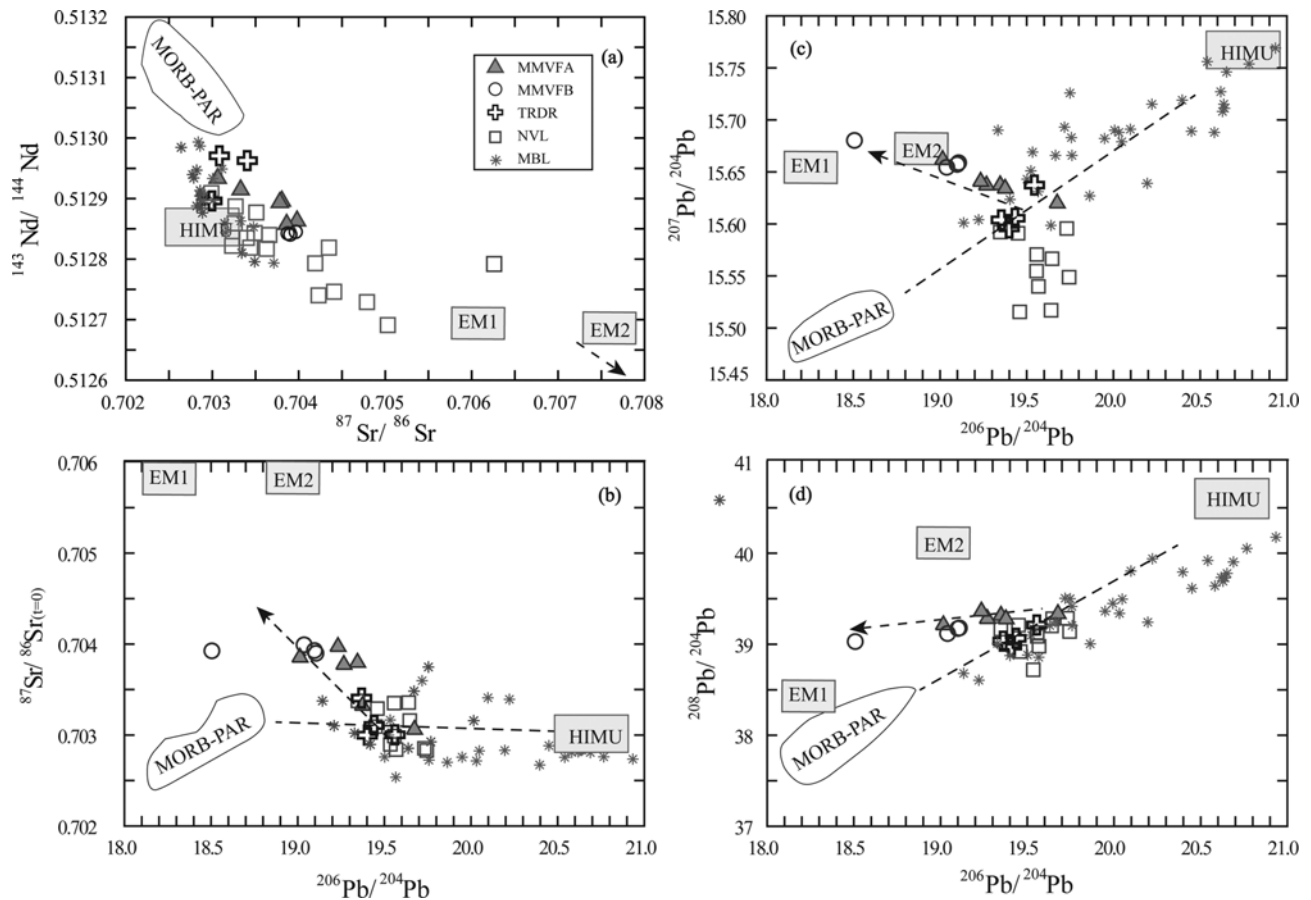 (a)
0.5132
0.5131
0.5130
0.5129
0.5128
0.5127
0.5126
143Nd/ 144 Nd
MORB-PAR
MMVFA
MMVFB
TRDR
NVL
MBL
HIMU
EM1
EM2
0.702 0.703 0.704 0.705 0.706 0.707 0.708
87Sr/ 86 Sr
(c)
15.80
15.75
15.70
15.65
15.60
15.55
15.50
15.45
207Pb/ 204Pb
HIMU
EM1
EM2
MORB-PAR
18.0 18.5 19.0 19.5 20.0 20.5 21.0
206Pb/ 204Pb
(b)
0.706
0.705
0.704
0.703
0.702
87Sr/ 86Sr(t=0)
EM1
EM2
MORB-PAR
HIMU
18.0 18.5 19.0 19.5 20.0 20.5 21.0
206Pb/ 204Pb
(d)
41
40
39
38
37
208Pb/ 204Pb
HIMU
EM2
EM1
MORB-PAR
18.0 18.5 19.0 19.5 20.0 20.5 21.0
206Pb/ 204Pb